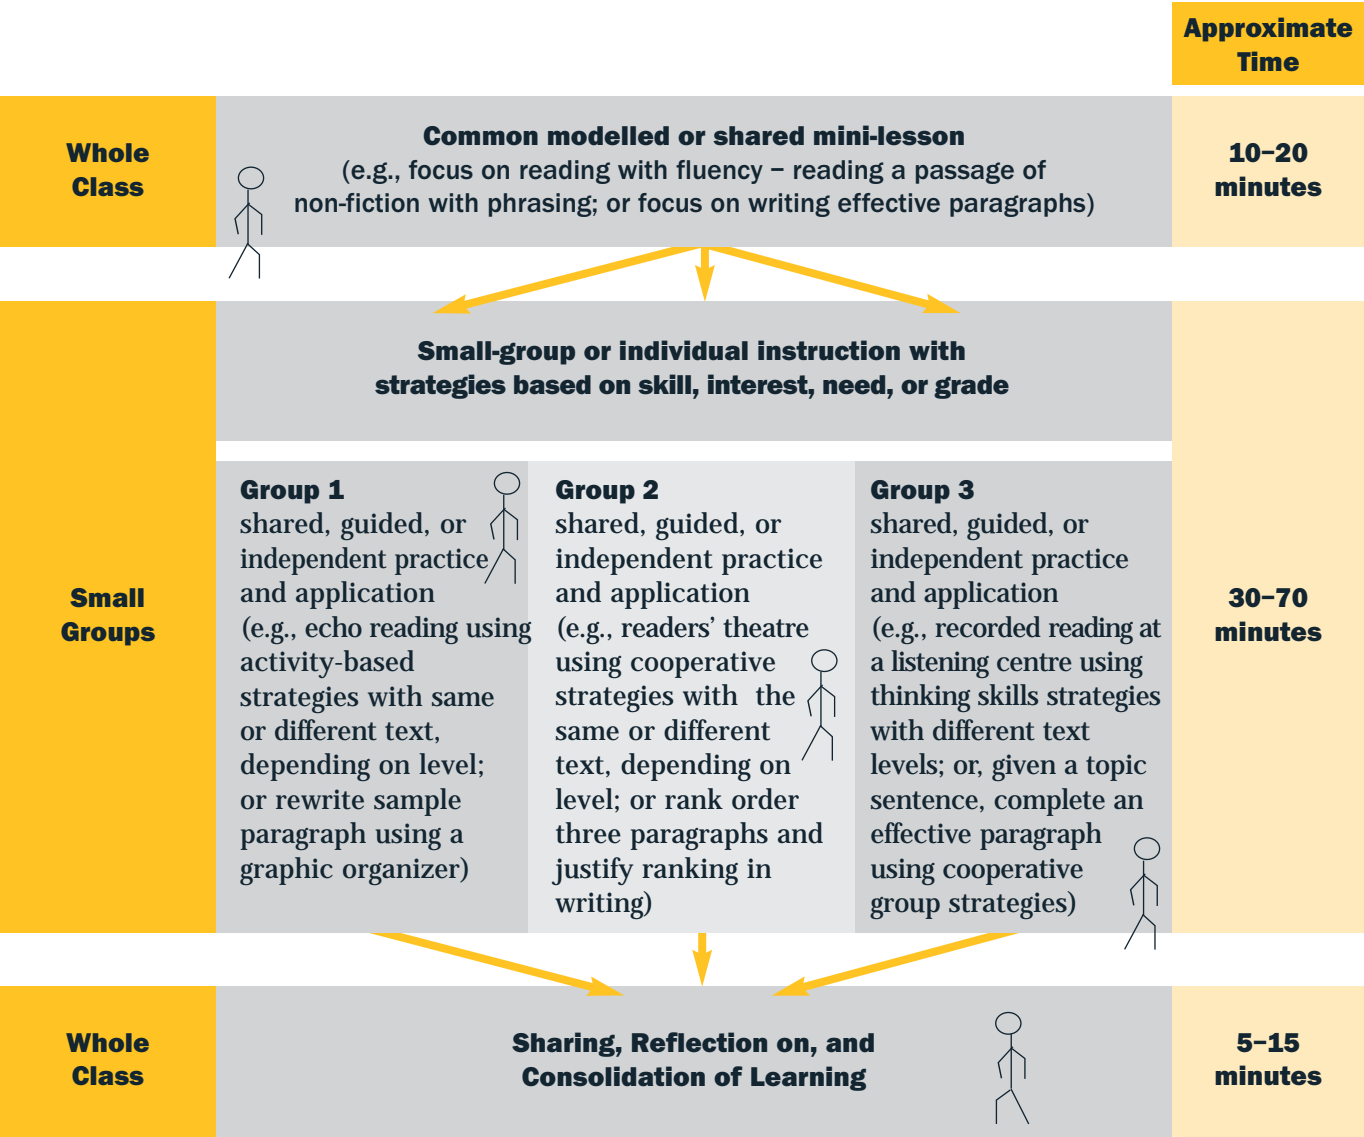 Approximate
Time
Whole
Class
Common modelled or shared mini-lesson
(e.g., focus on reading with fluency – reading a passage of
non-fiction with phrasing; or focus on writing effective paragraphs)
10–20
minutes
Small-group or individual instruction with
strategies based on skill, interest, need, or grade
Small
Groups
Group 1
shared, guided, or
independent practice
and application
(e.g., echo reading using
activity-based
strategies with same
or different text,
depending on level;
or rewrite sample
paragraph using a
graphic organizer)
Group 2
shared, guided, or
independent practice
and application
(e.g., readers’ theatre
using cooperative
strategies with the
same or different
text, depending on
level; or rank order
three paragraphs and
justify ranking in
writing)
Group 3
shared, guided, or
independent practice
and application
(e.g., recorded reading at
a listening centre using
thinking skills strategies
with different text
levels; or, given a topic
sentence, complete an
effective paragraph
using cooperative
group strategies)
30–70
minutes
Whole
Class
Sharing, Reflection on, and
Consolidation of Learning
5–15
minutes